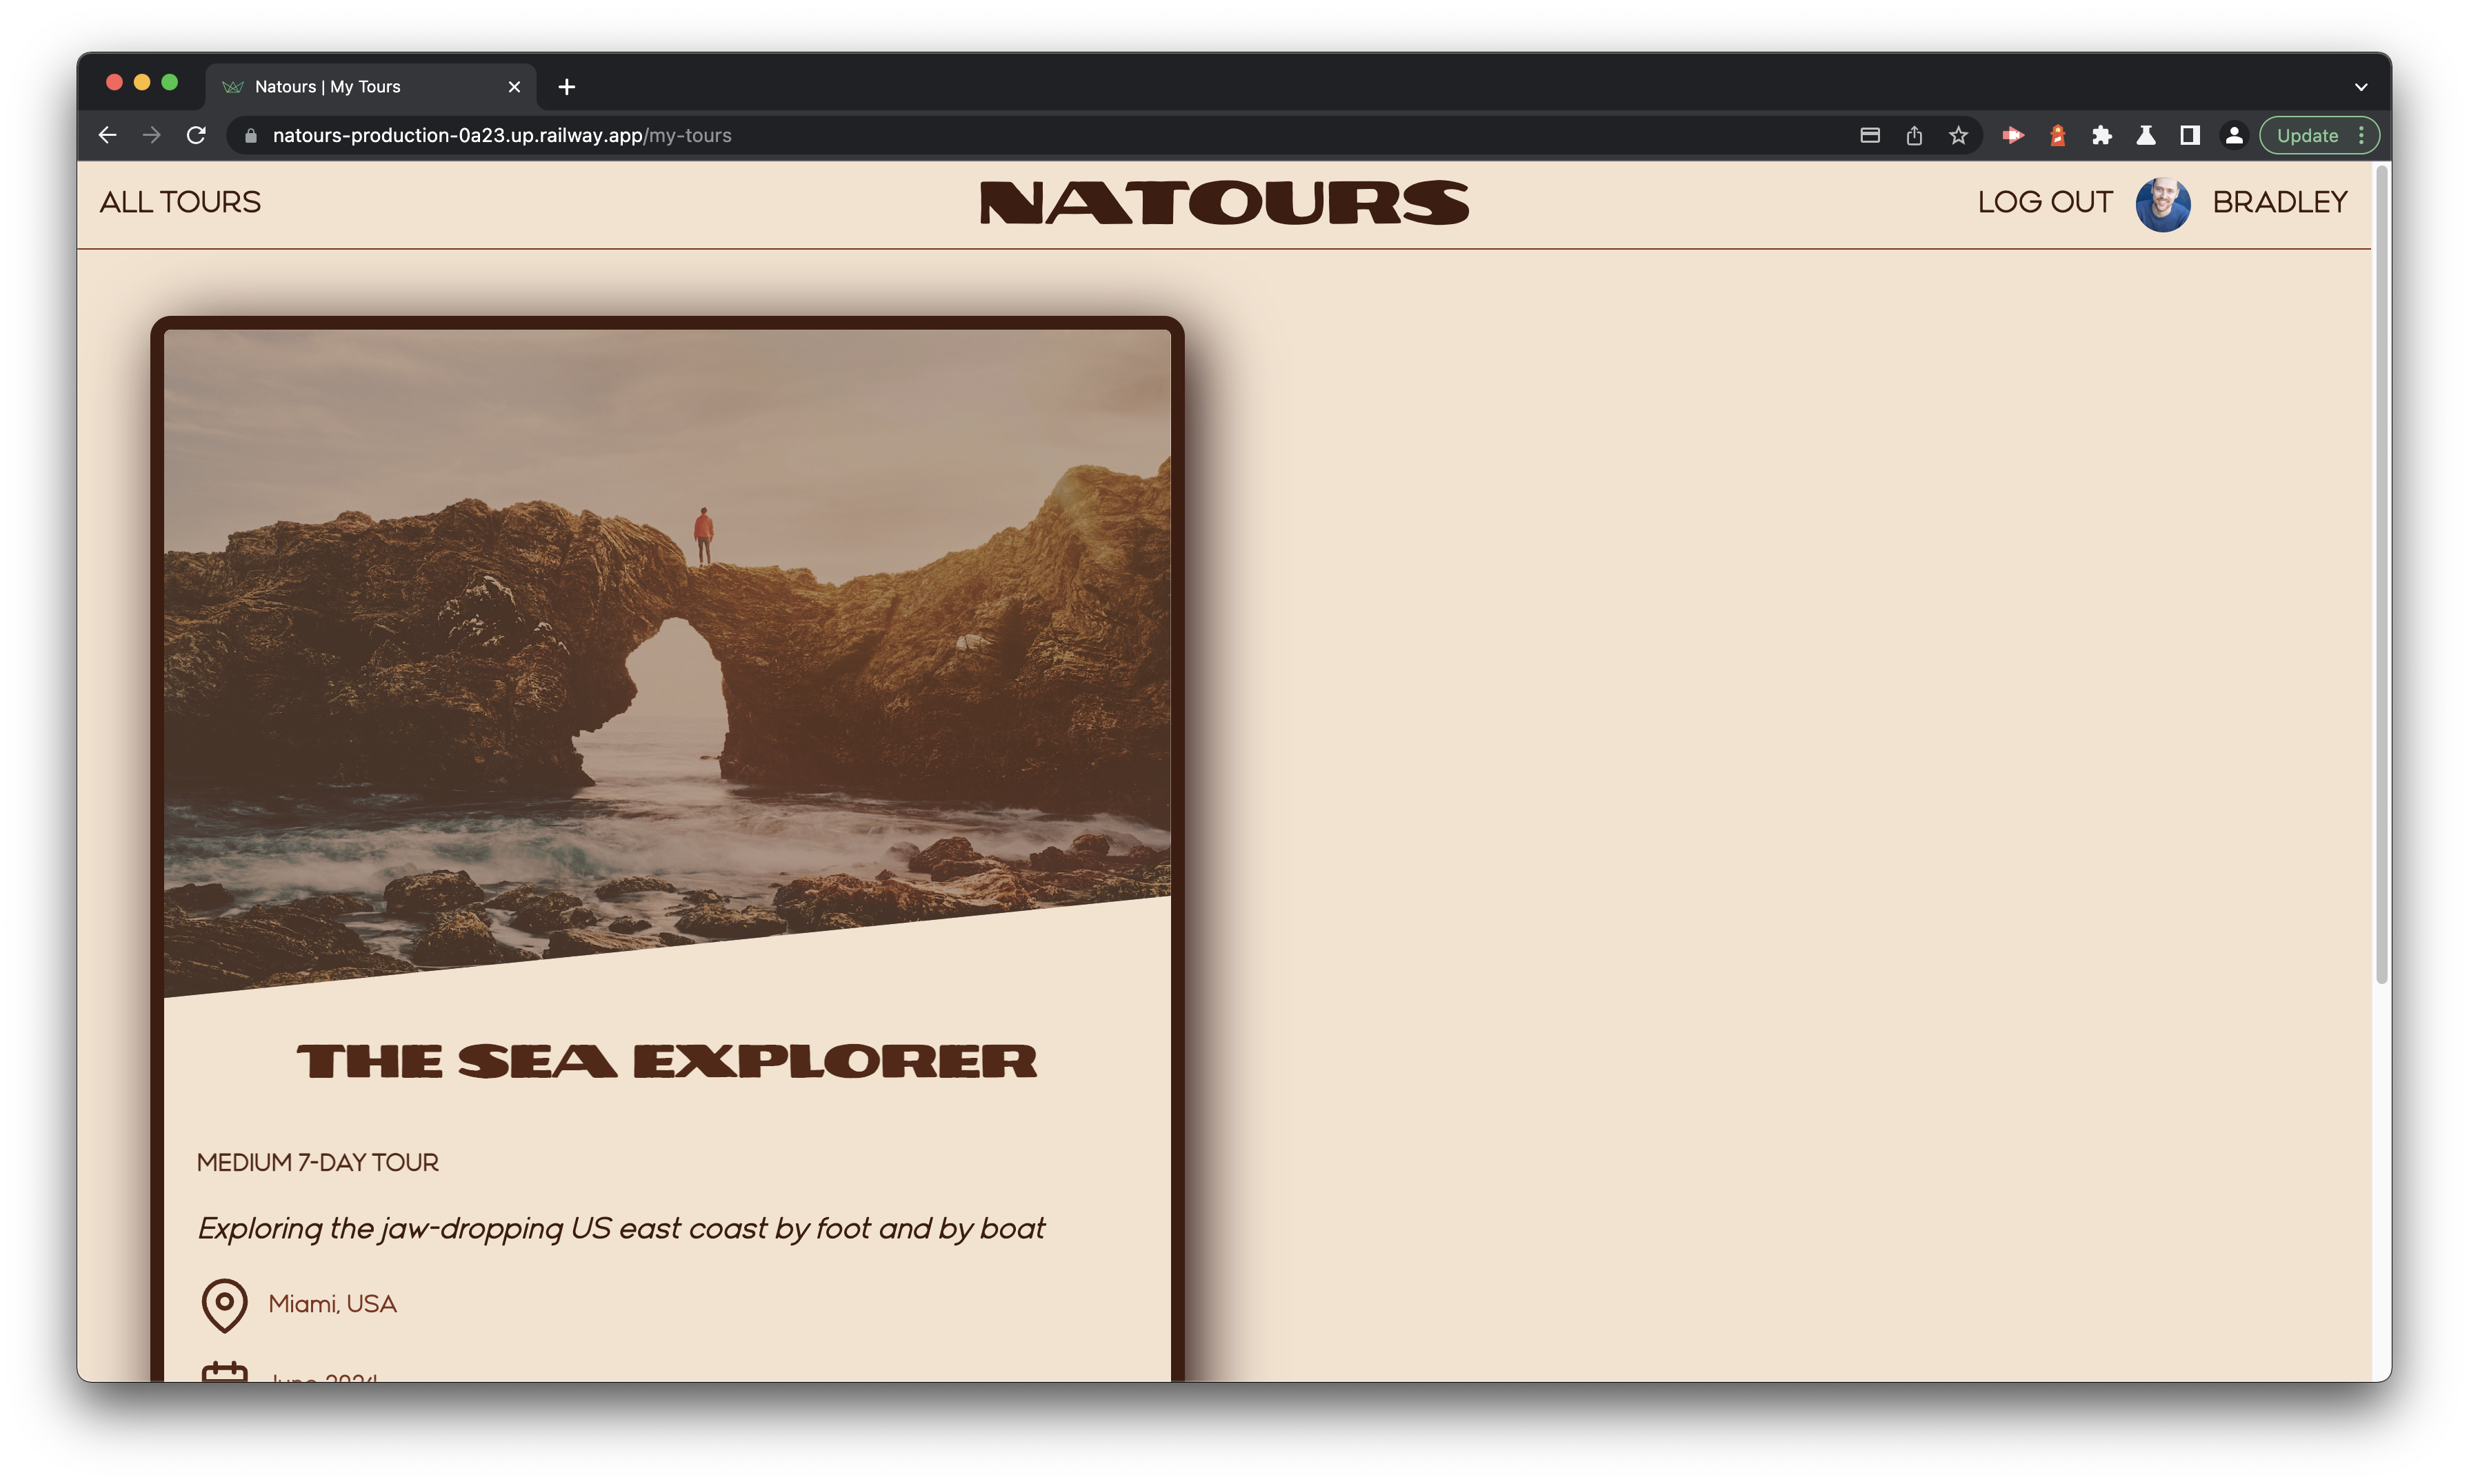 Natours | My Tours
natours-production-0a23.up.railway.app/my-tours
Update
ALL TOURS
NATOURS
LOG OUT
BRADLEY
THE SEA EXPLORER
MEDIUM 7-DAY TOUR
Exploring the jaw-dropping US east coast by foot and by boat
Miami, USA